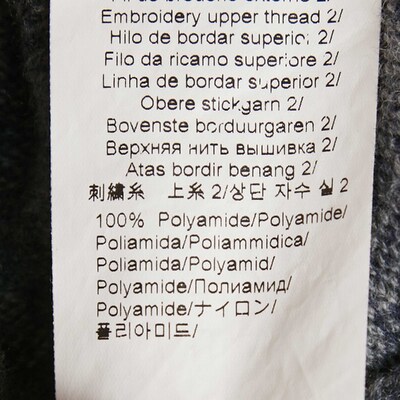 Embroidery upper thread 2/
Hilo de bordar superior 2/
Filo da ricamo superiore 2/
Linha de bordar superior 2/
Obere stickgarn 2/
Bovenste borduurgaren 2/
Верхняя нить вышивка 2/
Atas bordir benang 2/
刺繍糸 上糸 2/상단 자수 실 2
100% Polyamide/Polyamide/
Poliamida/Poliammidica/
Poliamida/Polyamid/
Polyamide/Полиамид/
Polyamide/ナイロン/
폴리아미드/